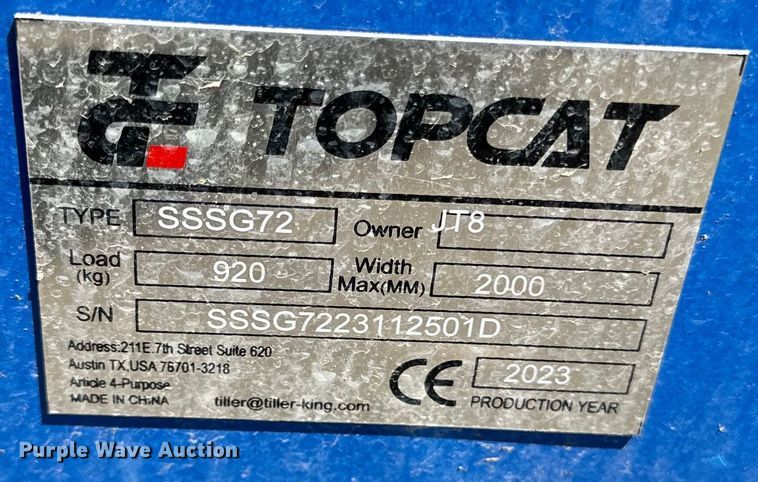 TOPCAT
TYPE SSSG72 Owner JT8
Load (kg) 920 Width Max(MM) 2000
S/N SSSG7223112501D
Address:211E.7th Street Suite 620
Austin TX,USA 78701-3218
Article 4-Purpose
MADE IN CHINA
tiller@tiller-king.com
CE
2023
PRODUCTION YEAR
Purple Wave Auction